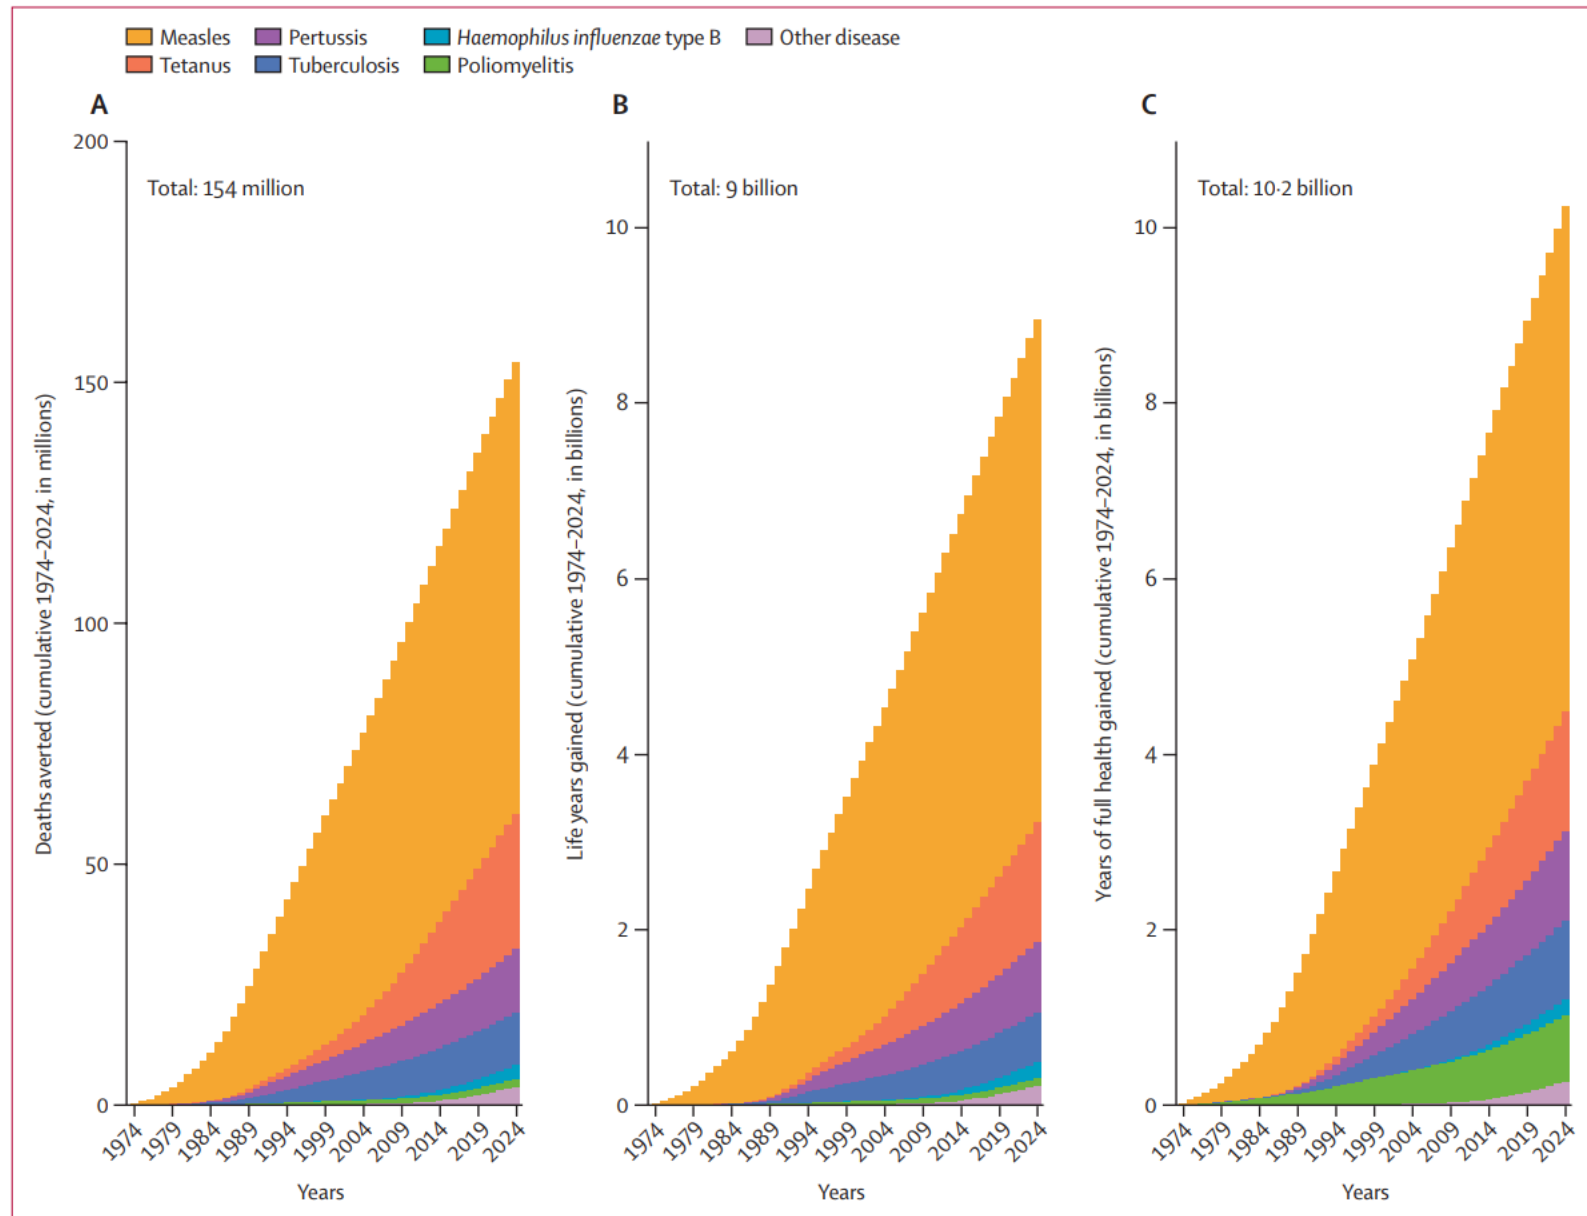 Measles
Pertussis
Haemophilus influenzae type B
Other disease
Tetanus
Tuberculosis
Poliomyelitis
A
Total: 154 million
Deaths averted (cumulative 1974–2024, in millions)
200
150
100
50
0
1974
1979
1984
1989
1994
1999
2004
2009
2014
2019
2024
Years
B
Total: 9 billion
Life years gained (cumulative 1974–2024, in billions)
10
8
6
4
2
0
1974
1979
1984
1989
1994
1999
2004
2009
2014
2019
2024
Years
C
Total: 10·2 billion
Years of full health gained (cumulative 1974–2024, in billions)
10
8
6
4
2
0
1974
1979
1984
1989
1994
1999
2004
2009
2014
2019
2024
Years